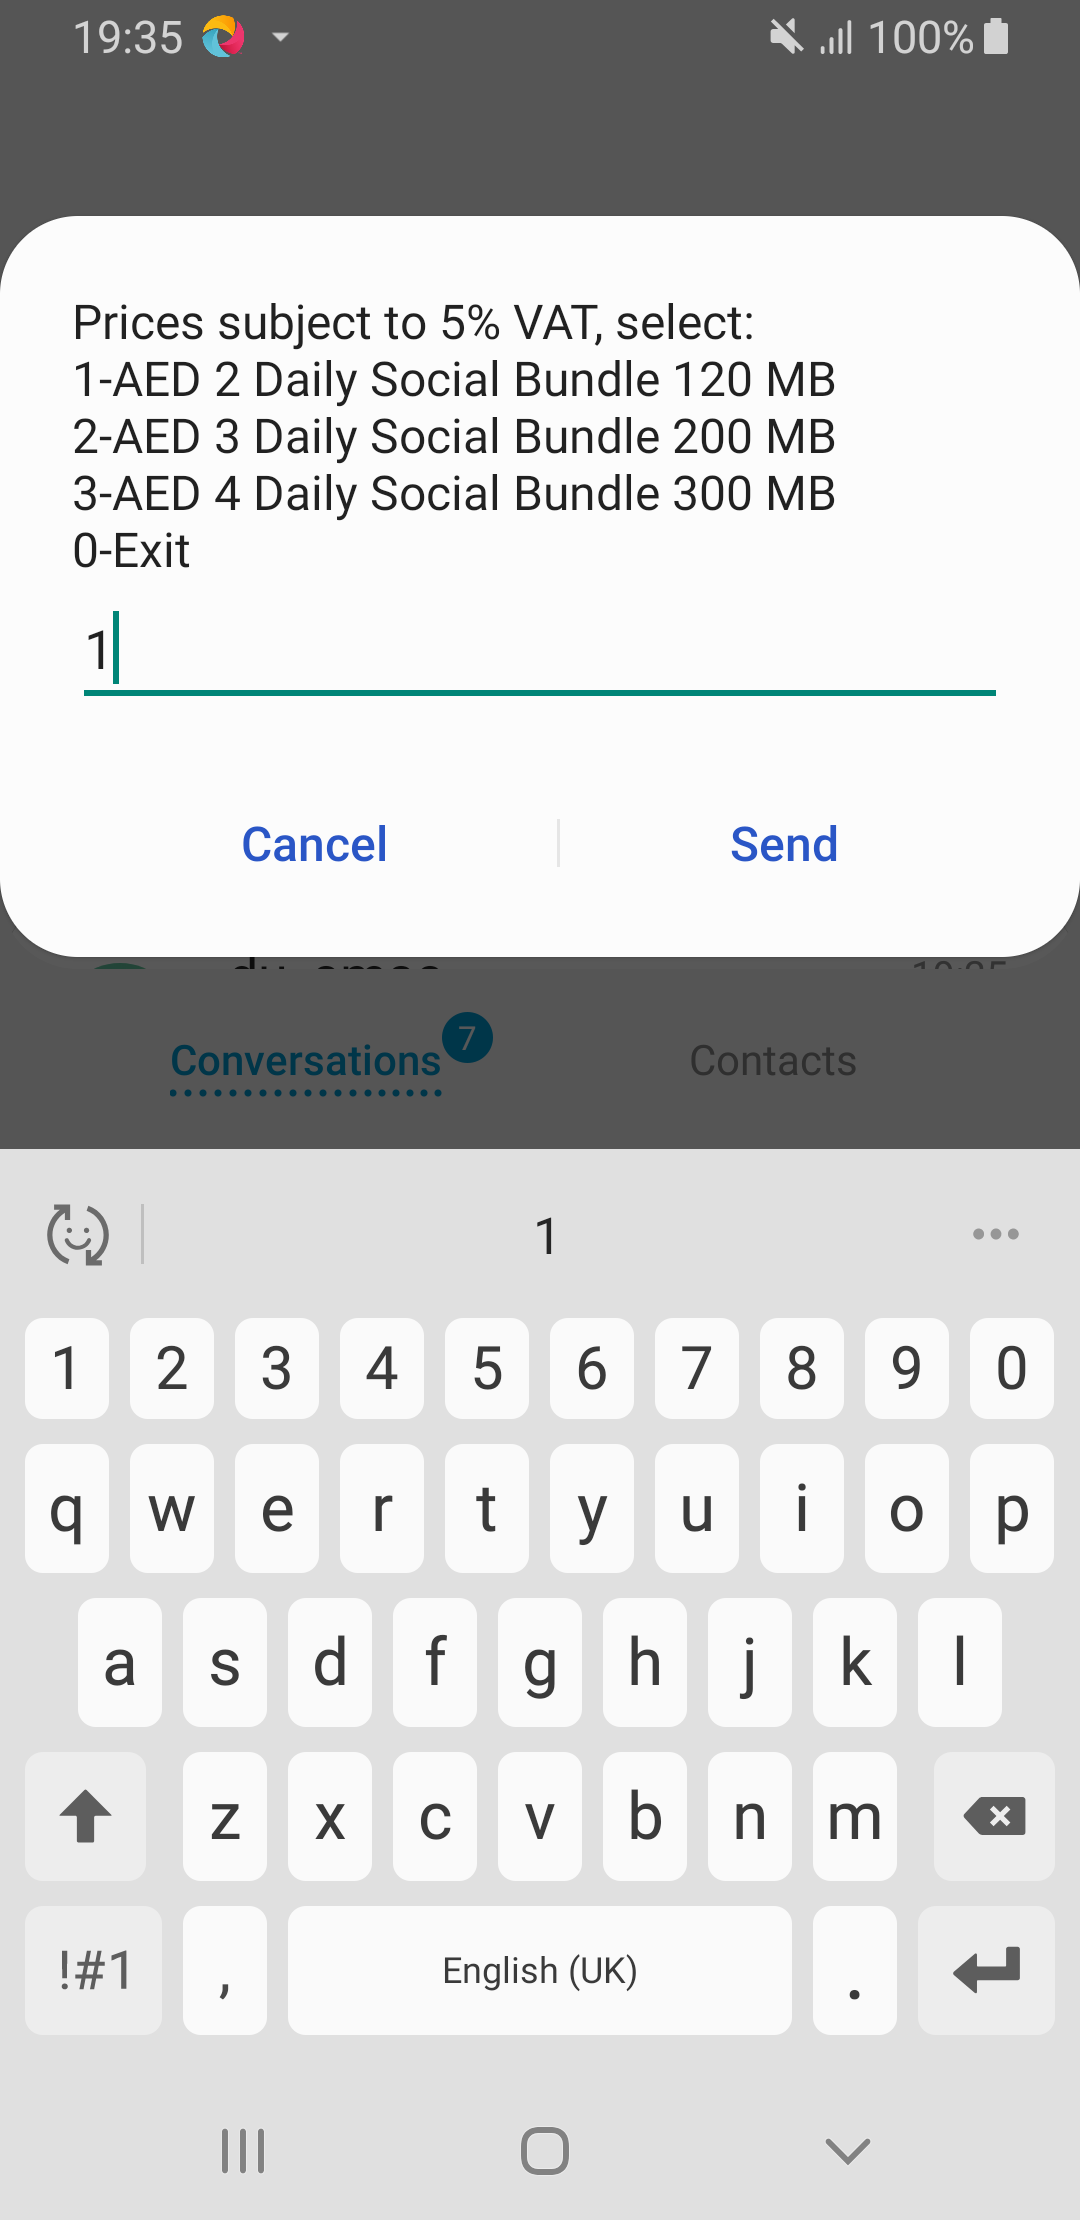 19:35
100%
Prices subject to 5% VAT, select:
1-AED 2 Daily Social Bundle 120 MB
2-AED 3 Daily Social Bundle 200 MB
3-AED 4 Daily Social Bundle 300 MB
0-Exit
1
Cancel
Send
Conversations
7
Contacts
1
1 2 3 4 5 6 7 8 9 0
q w e r t y u i o p
a s d f g h j k l
z x c v b n m
!#1 , English (UK) .